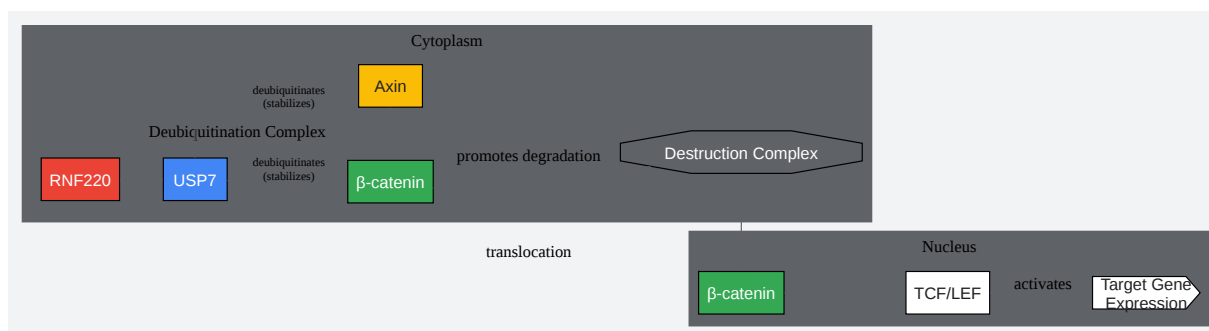 Cytoplasm
Axin
deubiquitinates
(stabilizes)
Deubiquitination Complex
promotes degradation
Destruction Complex
deubiquitinates
(stabilizes)
RNF220
USP7
β-catenin
translocation
Nucleus
β-catenin
TCF/LEF
activates
Target Gene
Expression